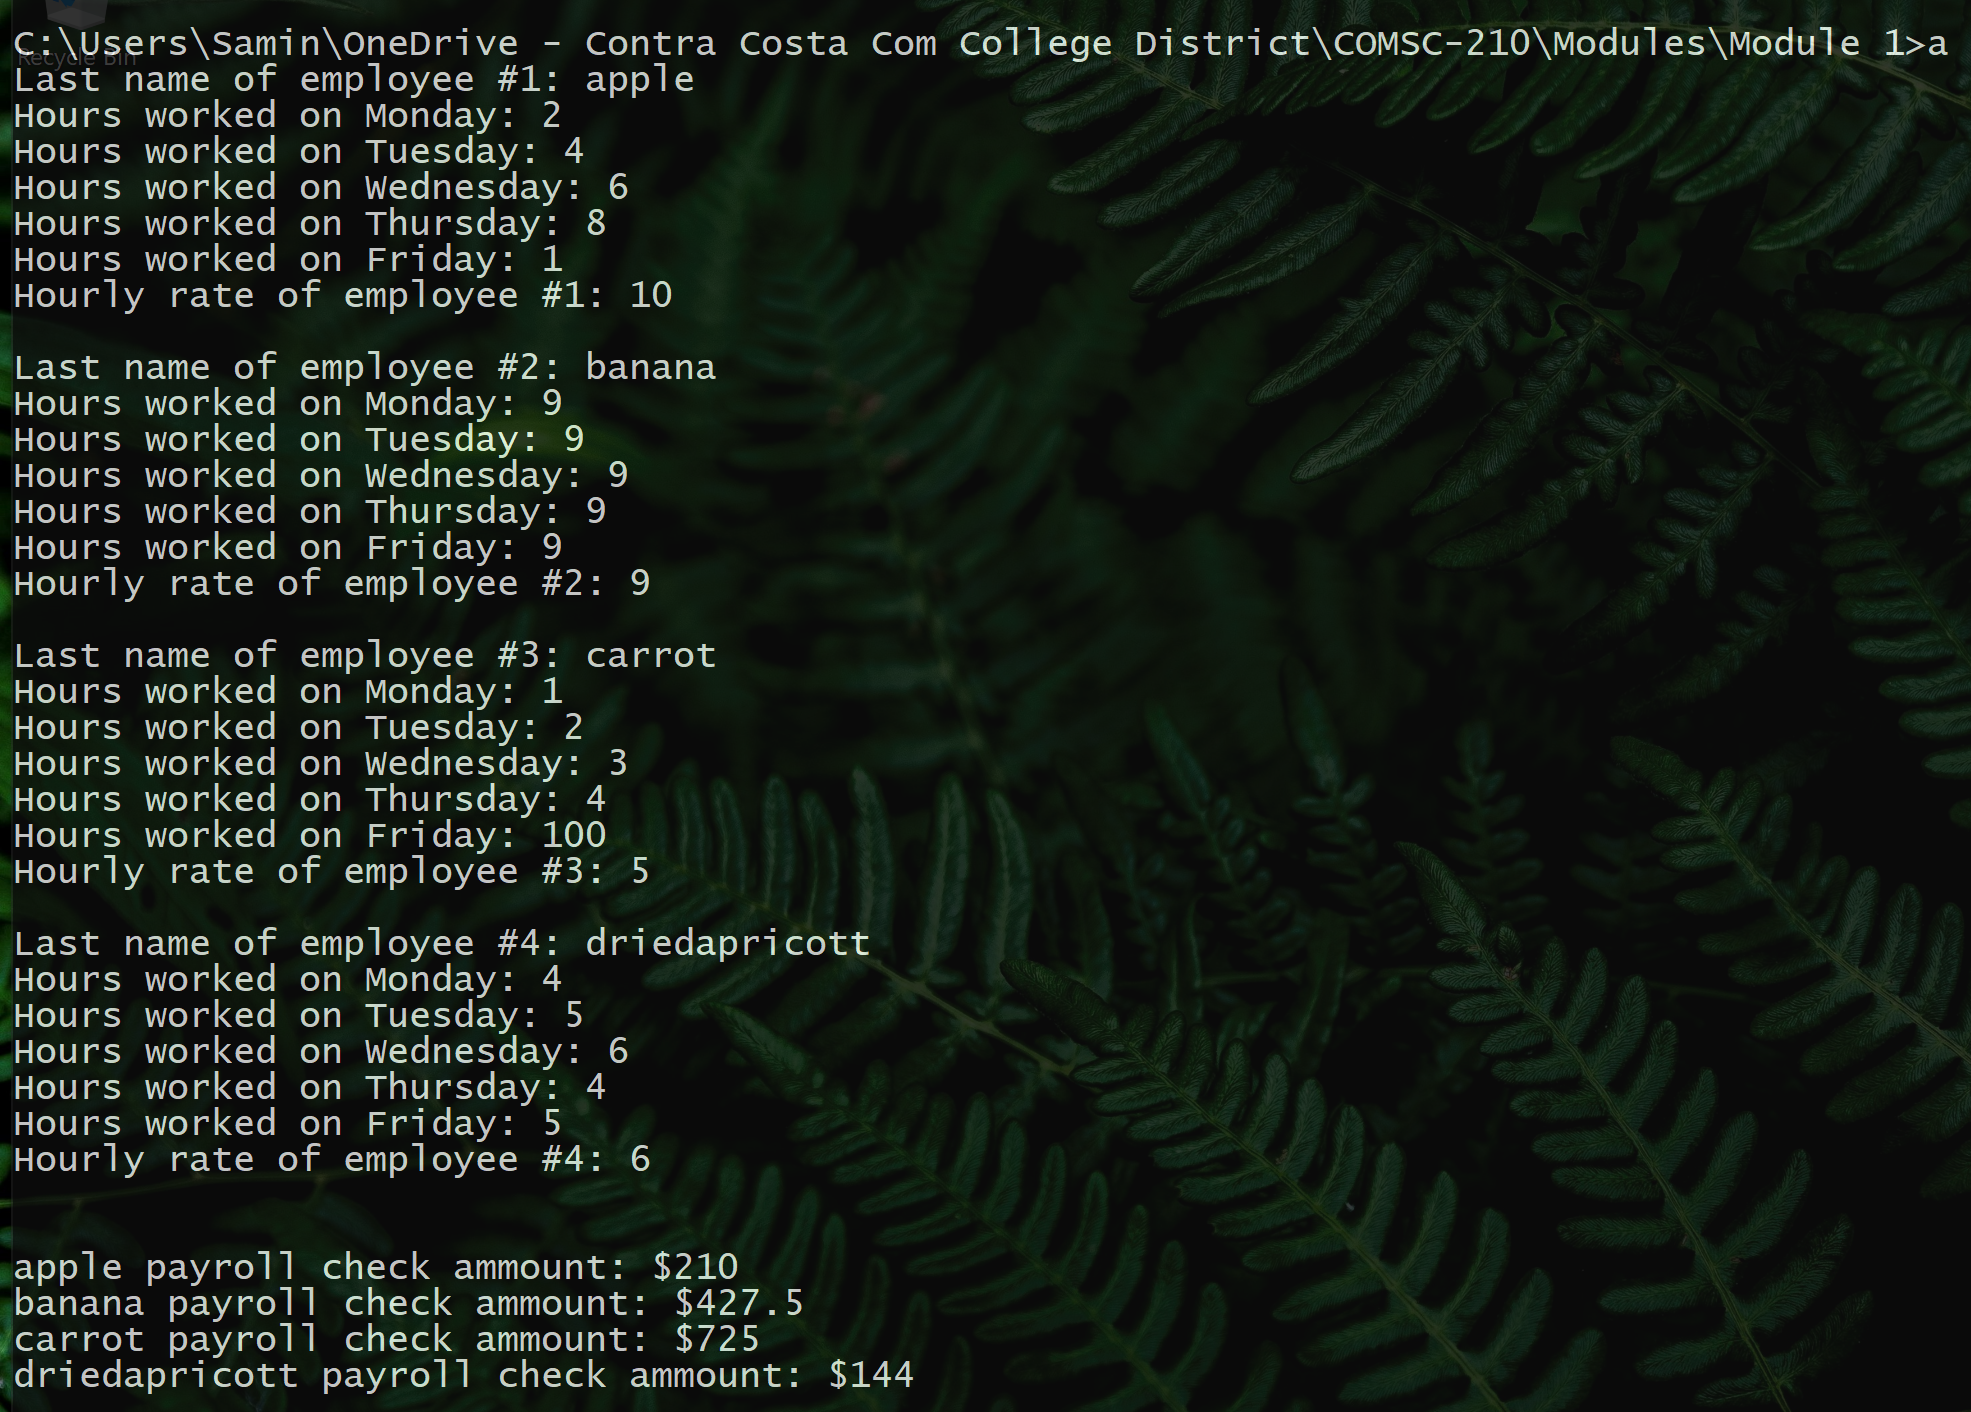 C:\Users\Samin\OneDrive - Contra Costa Com College District\COMSC-210\Modules\Module 1>a
Recycle Bin
Last name of employee #1: apple
Hours worked on Monday: 2
Hours worked on Tuesday: 4
Hours worked on Wednesday: 6
Hours worked on Thursday: 8
Hours worked on Friday: 1
Hourly rate of employee #1: 10
Last name of employee #2: banana
Hours worked on Monday: 9
Hours worked on Tuesday: 9
Hours worked on Wednesday: 9
Hours worked on Thursday: 9
Hours worked on Friday: 9
Hourly rate of employee #2: 9
Last name of employee #3: carrot
Hours worked on Monday: 1
Hours worked on Tuesday: 2
Hours worked on Wednesday: 3
Hours worked on Thursday: 4
Hours worked on Friday: 100
Hourly rate of employee #3: 5
Last name of employee #4: driedapricott
Hours worked on Monday: 4
Hours worked on Tuesday: 5
Hours worked on Wednesday: 6
Hours worked on Thursday: 4
Hours worked on Friday: 5
Hourly rate of employee #4: 6
apple payroll check ammount: $210
banana payroll check ammount: $427.5
carrot payroll check ammount: $725
driedapricott payroll check ammount: $144